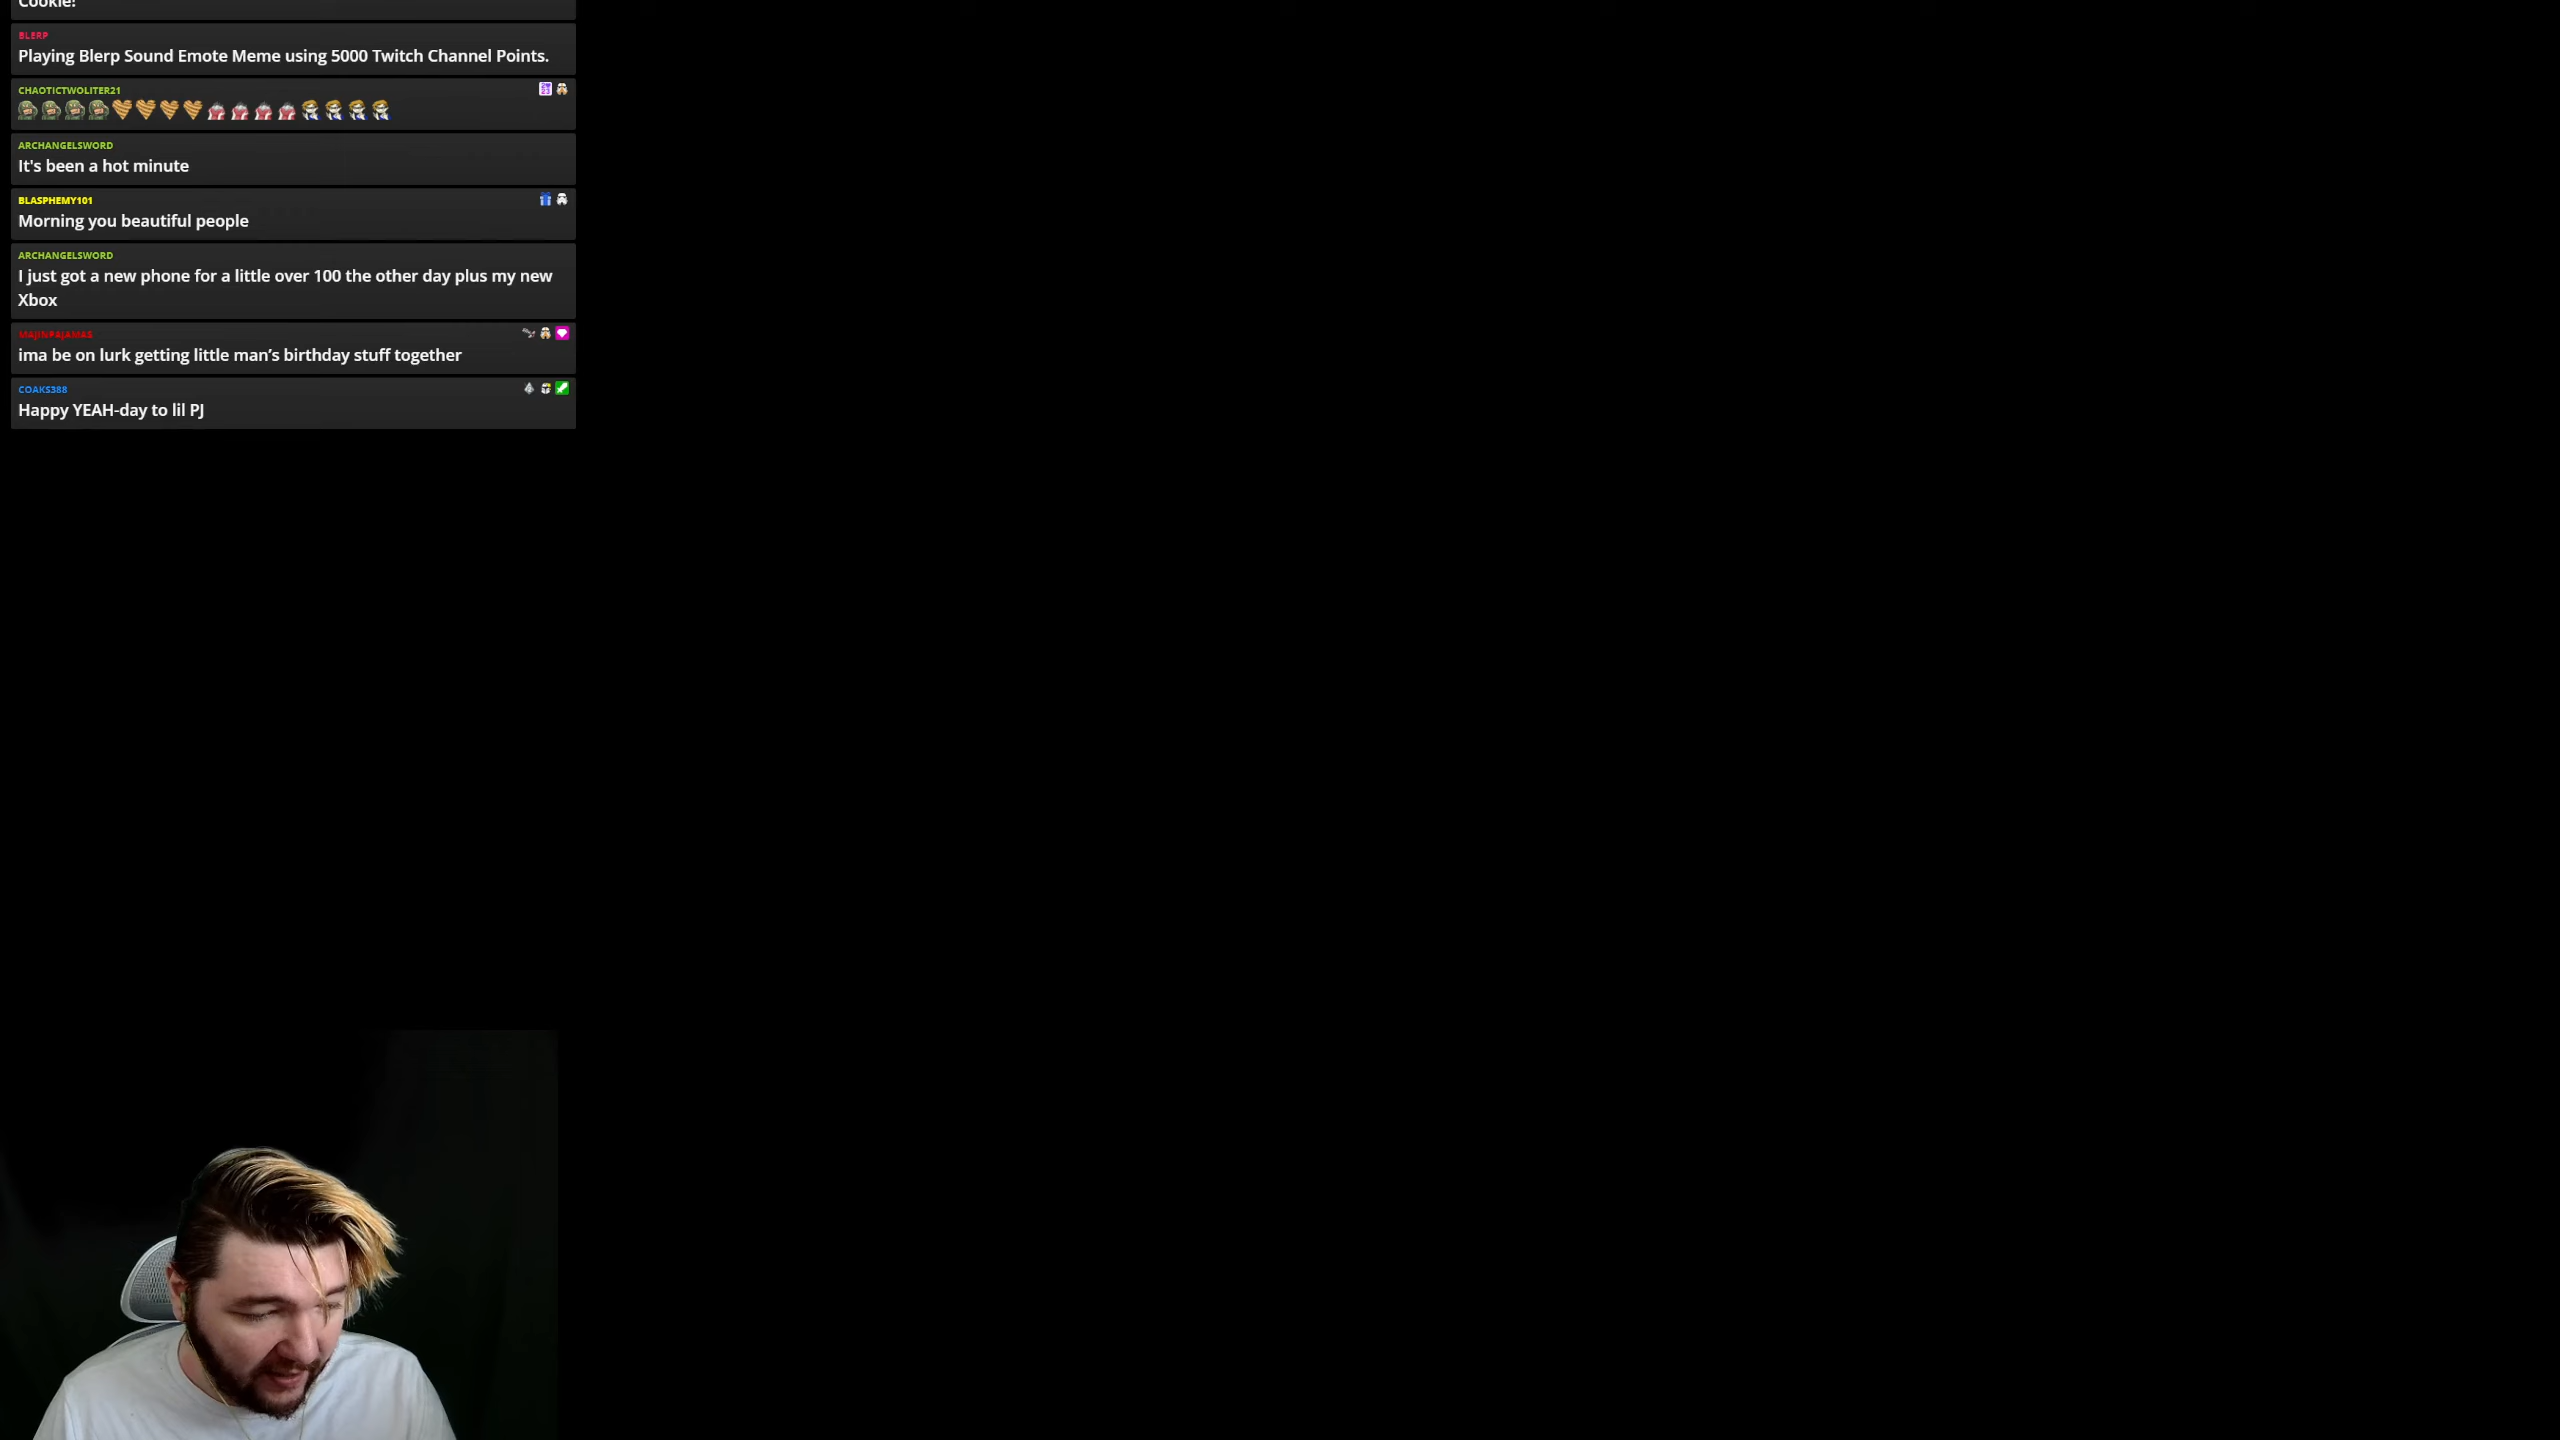 Cookie!
BLERP
Playing Blerp Sound Emote Meme using 5000 Twitch Channel Points.
CHAOTICTWOLITER21
ARCHANGELSWORD
It's been a hot minute
BLASPHEMY101
Morning you beautiful people
ARCHANGELSWORD
I just got a new phone for a little over 100 the other day plus my new
Xbox
MAJINPAJAMAS
ima be on lurk getting little man’s birthday stuff together
COAKS388
Happy YEAH-day to lil PJ